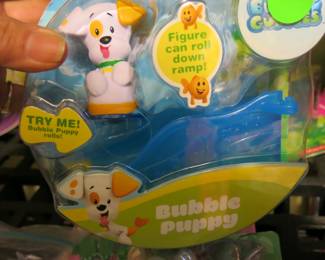 Figure
can roll
down
ramp!
TRY ME!
Bubble Puppy
rolls!
Bubble
Puppy